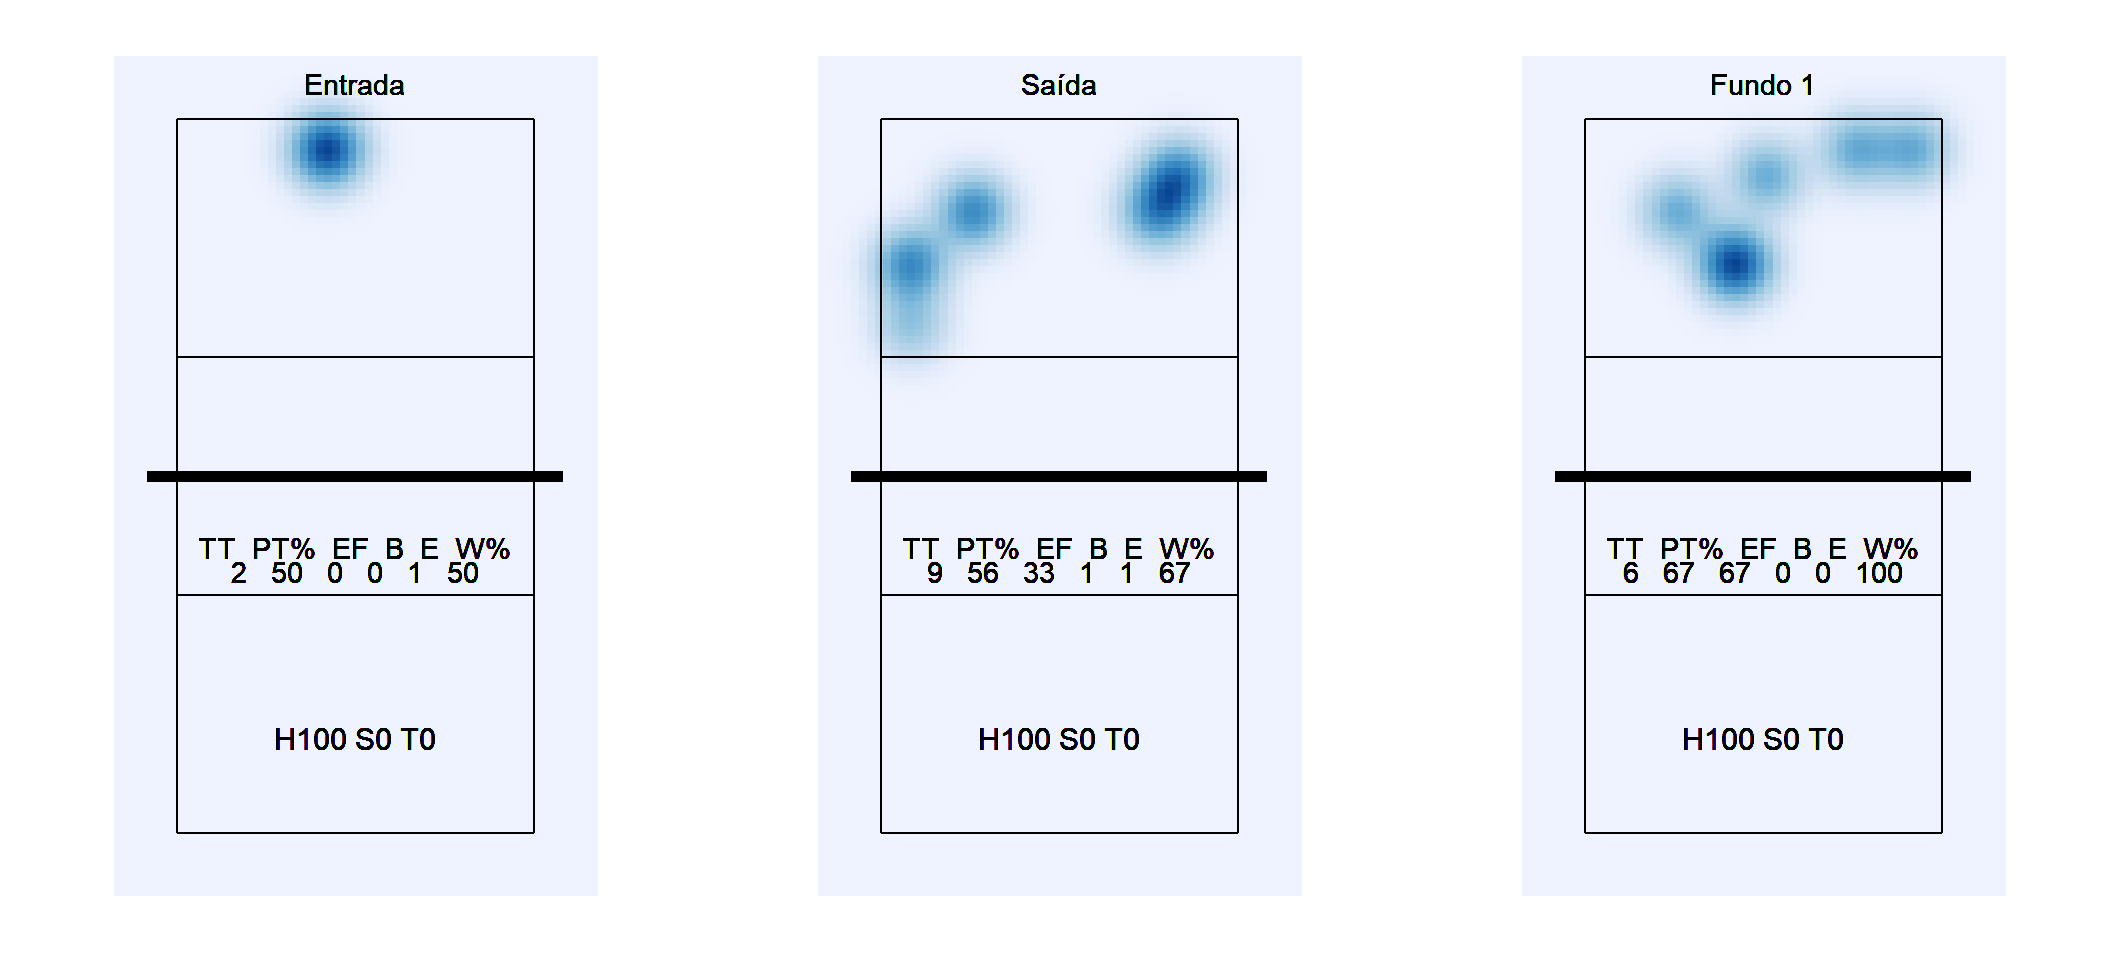 Entrada
TT PT% EF B E W%
2 50 0 0 1 50
H100 S0 T0
Saída
TT PT% EF B E W%
9 56 33 1 1 67
H100 S0 T0
Fundo 1
TT PT% EF B E W%
6 67 67 0 0 100
H100 S0 T0